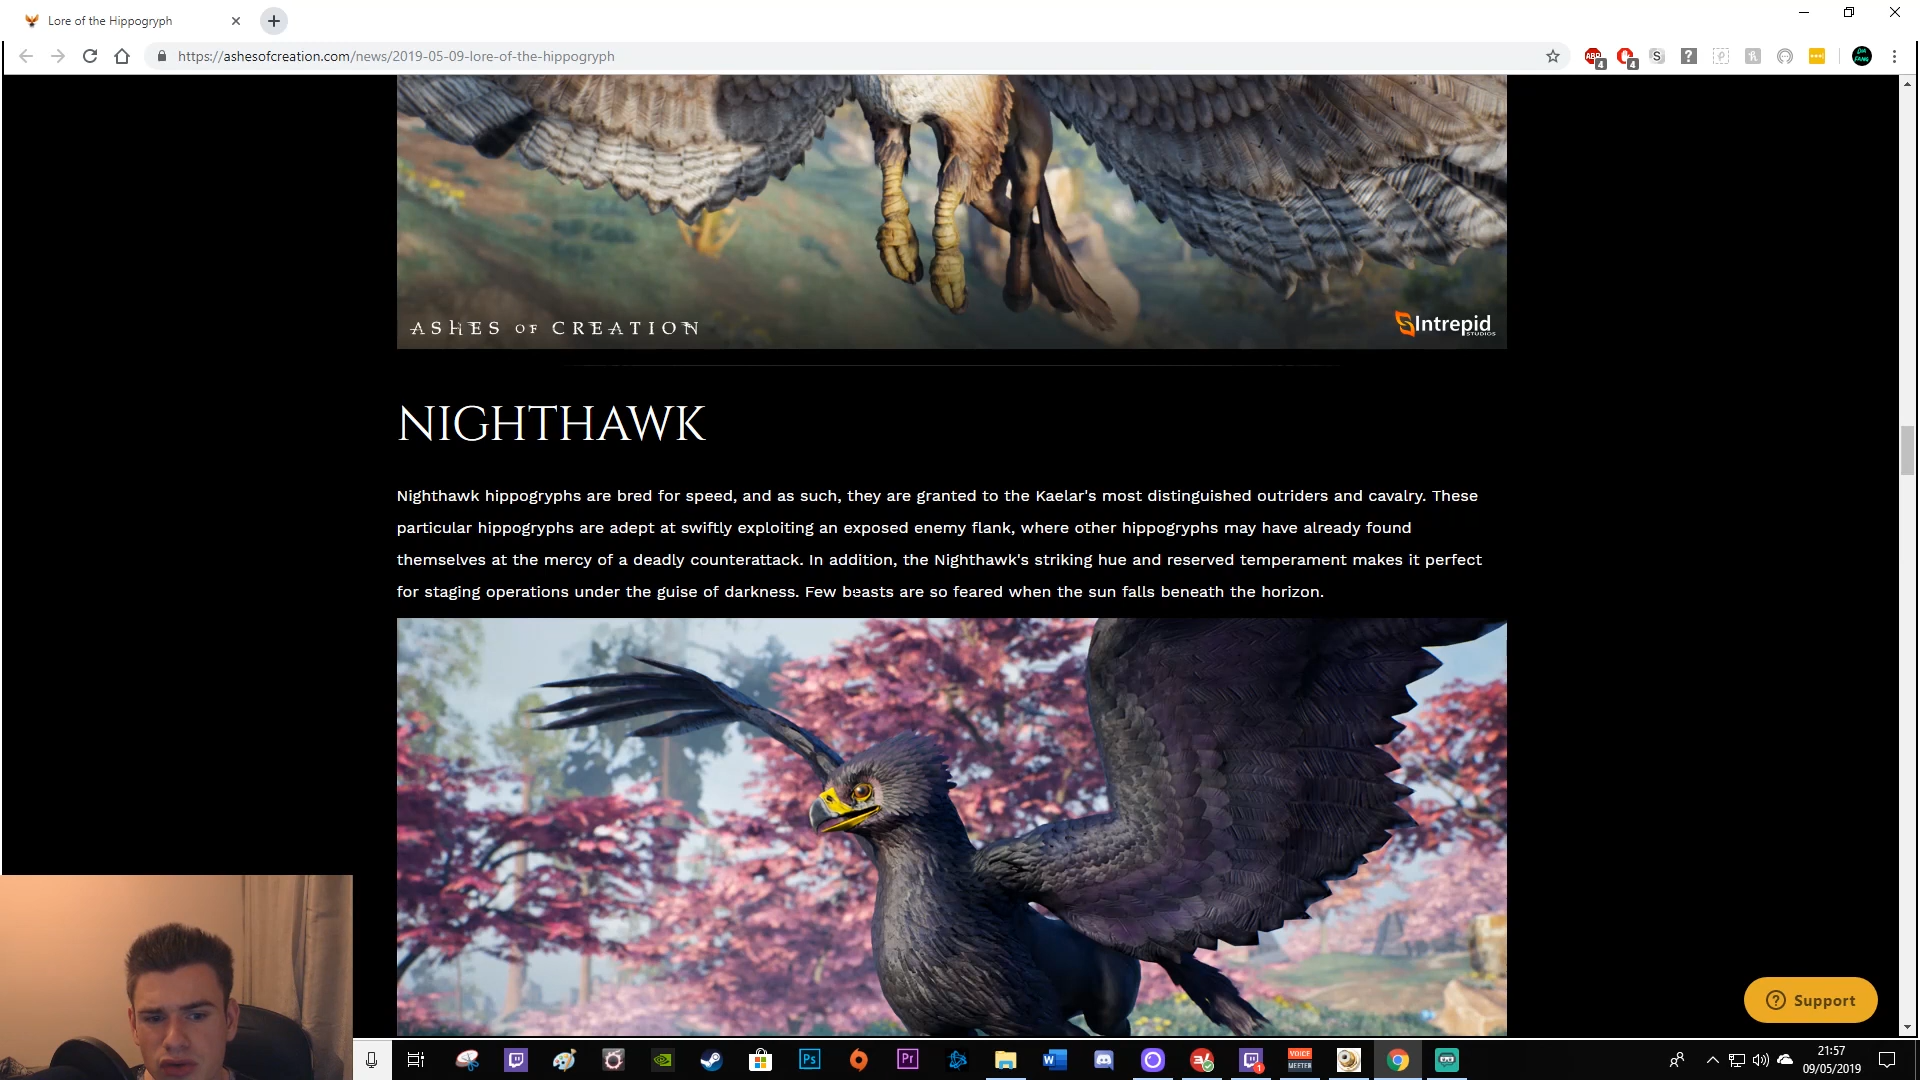 Lore of the Hippogryph
https://ashesofcreation.com/news/2019-05-09-lore-of-the-hippogryph
ASHES OF CREATION
Intrepid
STUDIOS
NIGHTHAWK
Nighthawk hippogryphs are bred for speed, and as such, they are granted to the Kaelar's most distinguished outriders and cavalry. These
particular hippogryphs are adept at swiftly exploiting an exposed enemy flank, where other hippogryphs may have already found
themselves at the mercy of a deadly counterattack. In addition, the Nighthawk's striking hue and reserved temperament makes it perfect
for staging operations under the guise of darkness. Few beasts are so feared when the sun falls beneath the horizon.
Support
21:57
09/05/2019